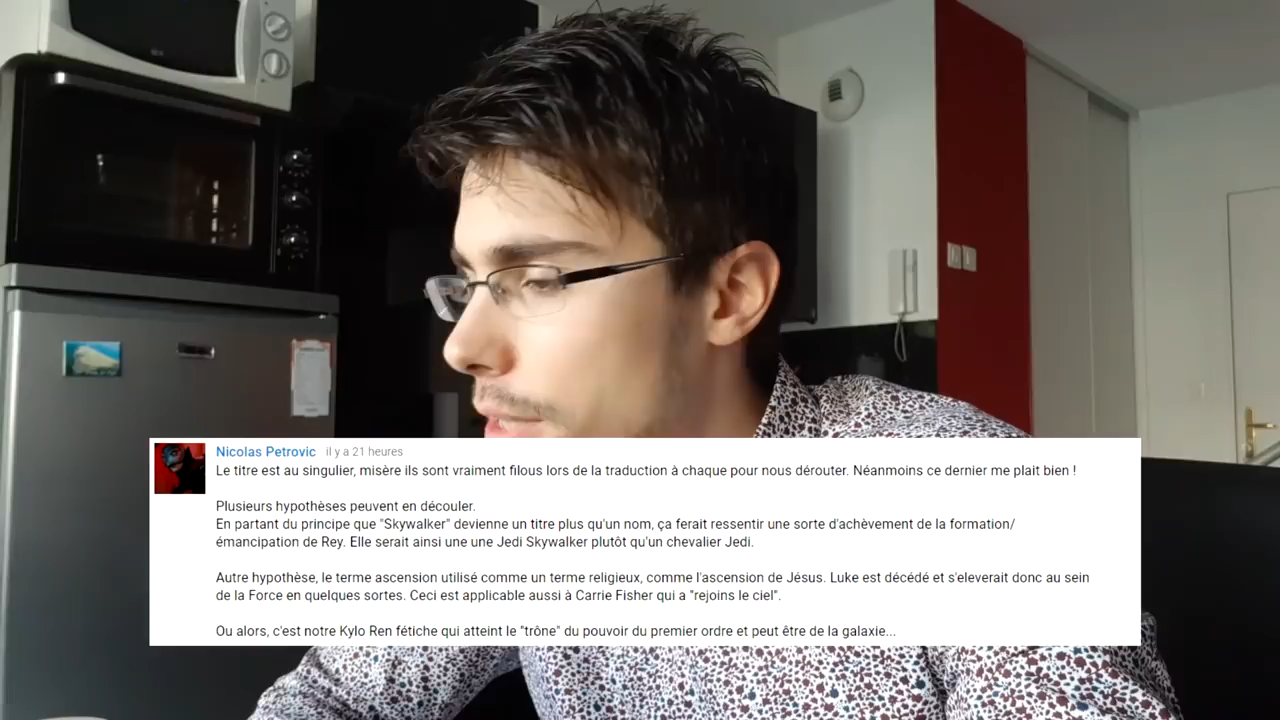 Nicolas Petrovic il y a 21 heures
Le titre est au singulier, misère ils sont vraiment filous lors de la traduction à chaque pour nous dérouter. Néanmoins ce dernier me plait bien !
Plusieurs hypothèses peuvent en découler.
En partant du principe que "Skywalker" devienne un titre plus qu'un nom, ça ferait ressentir une sorte d'achèvement de la formation/
émancipation de Rey. Elle serait ainsi une une Jedi Skywalker plutôt qu'un chevalier Jedi.
Autre hypothèse, le terme ascension utilisé comme un terme religieux, comme l'ascension de Jésus. Luke est décédé et s'eleverait donc au sein
de la Force en quelques sortes. Ceci est applicable aussi à Carrie Fisher qui a "rejoins le ciel".
Ou alors, c'est notre Kylo Ren fétiche qui atteint le "trône" du pouvoir du premier ordre et peut être de la galaxie...